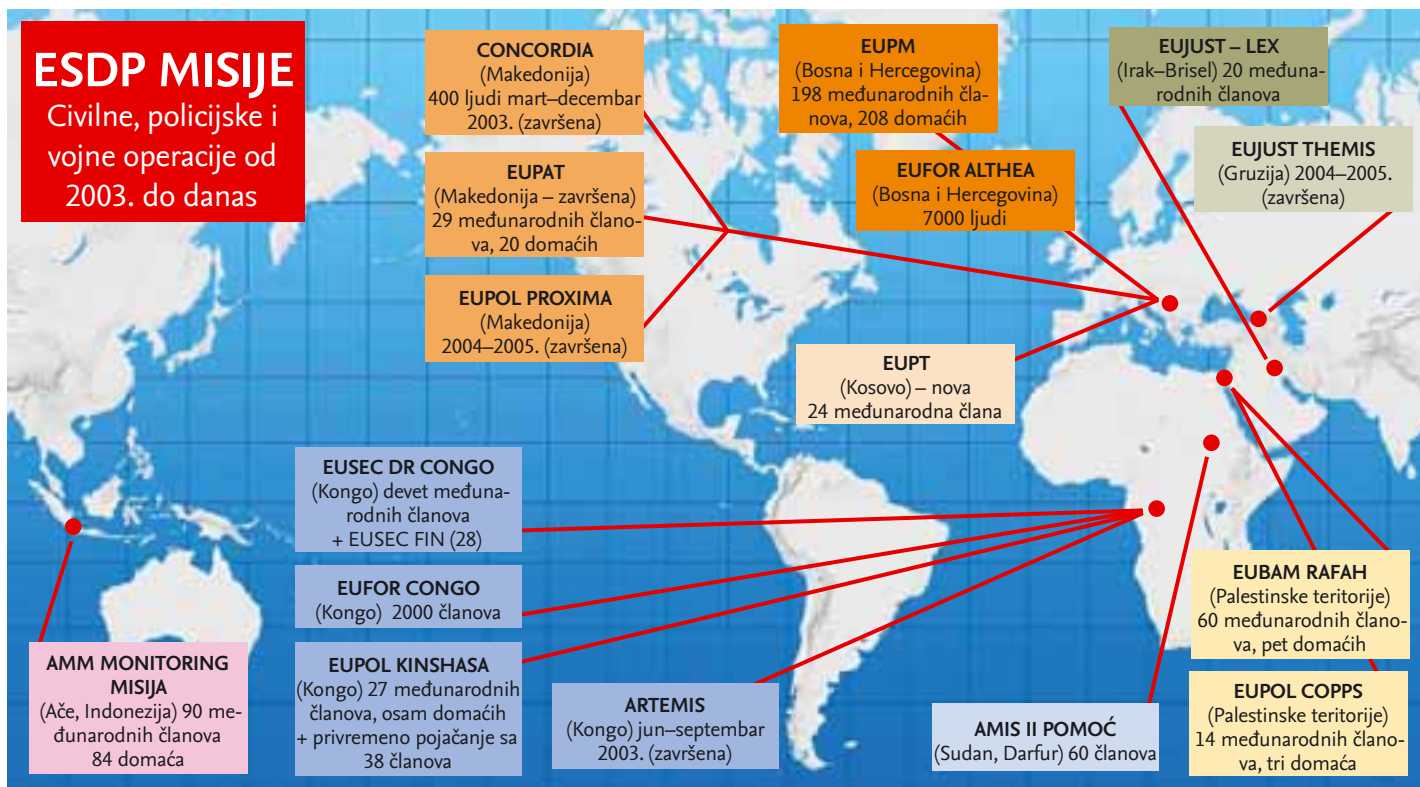 ESDP MISIJE
Civilne, policijske i
vojne operacije od
2003. do danas
CONCORDIA
(Makedonija)
400 ljudi mart–decembar
2003. (završena)
EUPAT
(Makedonija – završena)
29 međunarodnih člano-
va, 20 domaćih
EUPOL PROXIMA
(Makedonija)
2004–2005. (završena)
EUPM
(Bosna i Hercegovina)
198 međunarodnih čla-
nova, 208 domaćih
EUFOR ALTHEA
(Bosna i Hercegovina)
7000 ljudi
EUJUST – LEX
(Irak–Brisel) 20 među-
rodnih članova
EUJUST THEMIS
(Gruzija) 2004–2005.
(završena)
EUPT
(Kosovo) – nova
24 međunarodna člana
EUSEC DR CONGO
(Kongo) devet međuna-
rodnih članova
+ EUSEC FIN (28)
EUFOR CONGO
(Kongo) 2000 članova
EUPOL KINSHASA
(Kongo) 27 međunarodnih
članova, osam domaćih
+ privremeno pojačanje sa
38 članova
AMM MONITORING
MISIJA
(Ače, Indonezija) 90 me-
đunarodnih članova
84 domaća
ARTEMIS
(Kongo) jun–septembar
2003. (završena)
AMIS II POMOĆ
(Sudan, Darfur) 60 članova
EUBAM RAFAH
(Palestinske teritorije)
60 međunarodnih člano-
va, pet domaćih
EUPOL COPPS
(Palestinske teritorije)
14 međunarodnih člano-
va, tri domaća